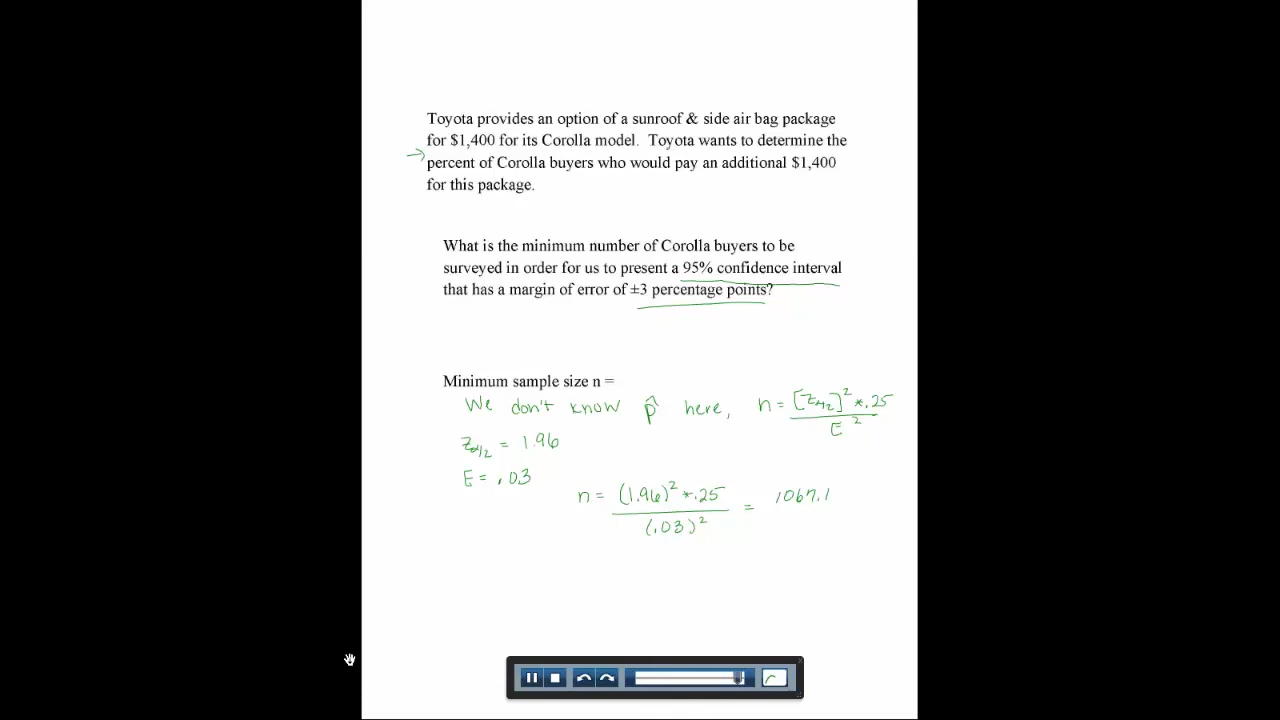 Toyota provides an option of a sunroof & side air bag package
for $1,400 for its Corolla model. Toyota wants to determine the
→ percent of Corolla buyers who would pay an additional $1,400
for this package.
What is the minimum number of Corolla buyers to be
surveyed in order for us to present a 95% confidence interval
that has a margin of error of ±3 percentage points?
Minimum sample size n =
We don't know p̂ here, n = [Zα/2]² * .25 / E²
Zα/2 = 1.96
E = .03
n = (1.96)² * .25 / (.03)² = 1067.1